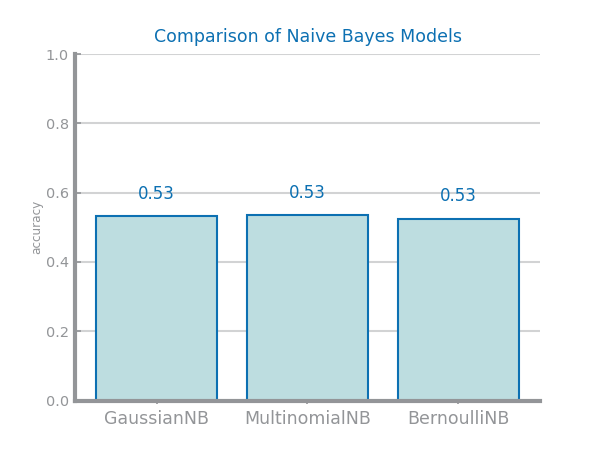 Comparison of Naive Bayes Models
1.0
0.8
0.6
0.4
0.2
0.0
accuracy
0.53
0.53
0.53
GaussianNB
MultinomialNB
BernoulliNB